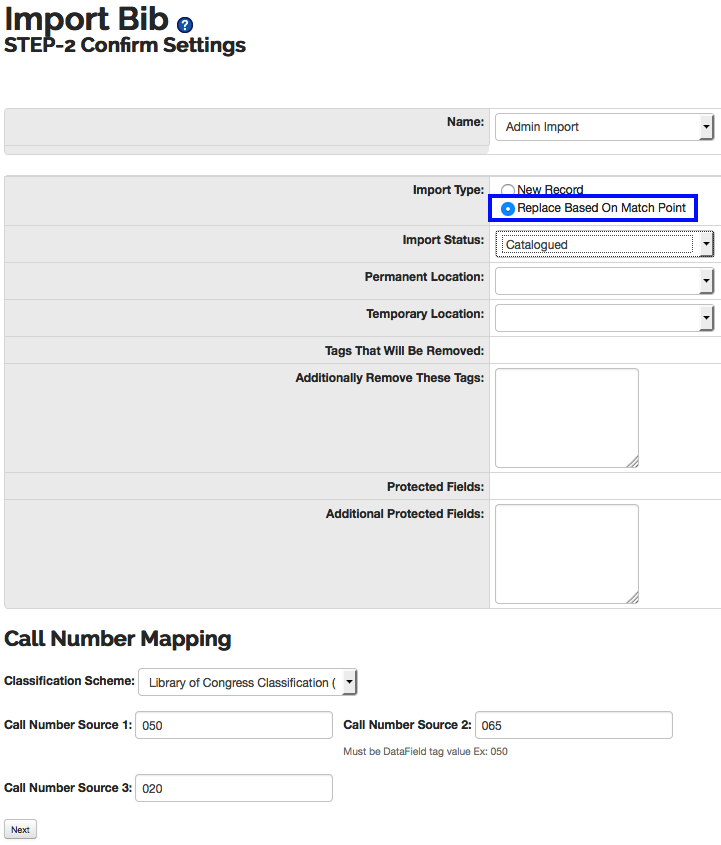 Import Bib ?
STEP-2 Confirm Settings
Name: Admin Import
Import Type: New Record
Replace Based On Match Point
Import Status: Catalogued
Permanent Location:
Temporary Location:
Tags That Will Be Removed:
Additionally Remove These Tags:
Protected Fields:
Additional Protected Fields:
Call Number Mapping
Classification Scheme: Library of Congress Classification (
Call Number Source 1: 050 Call Number Source 2: 065
Must be DataField tag value Ex: 050
Call Number Source 3: 020
Next